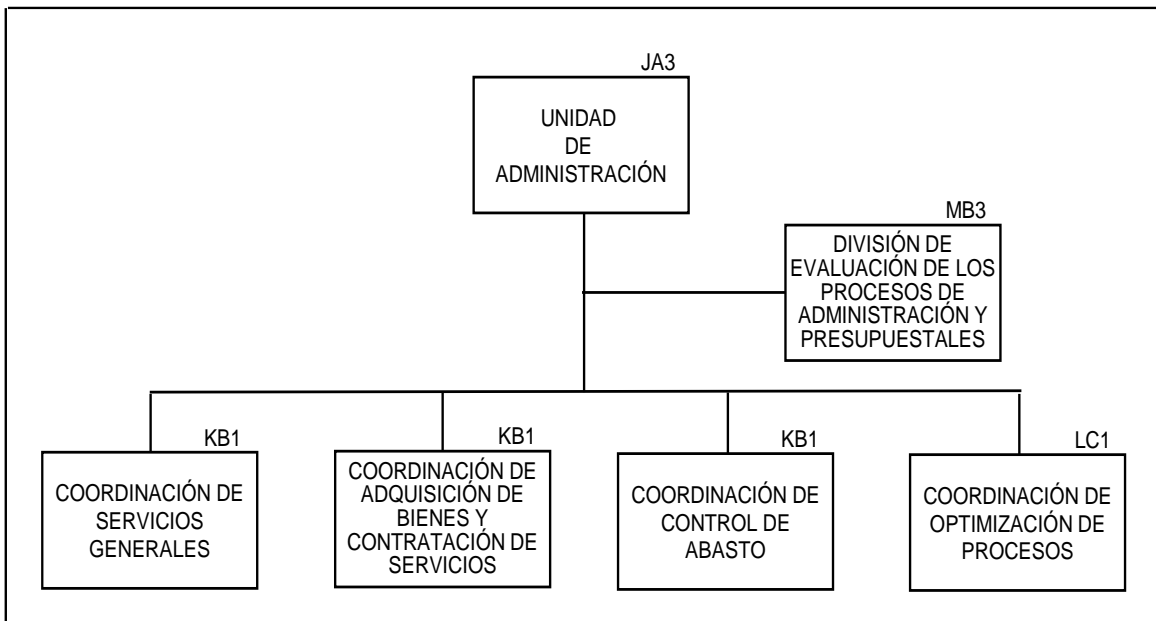 JA3
UNIDAD
DE
ADMINISTRACIÓN
MB3
DIVISIÓN DE
EVALUACIÓN DE LOS
PROCESOS DE
ADMINISTRACIÓN Y
PRESUPUESTALES
KB1
COORDINACIÓN DE
SERVICIOS
GENERALES
KB1
COORDINACIÓN DE
ADQUISICIÓN DE
BIENES Y
CONTRATACIÓN DE
SERVICIOS
KB1
COORDINACIÓN DE
CONTROL DE
ABASTO
LC1
COORDINACIÓN DE
OPTIMIZACIÓN DE
PROCESOS